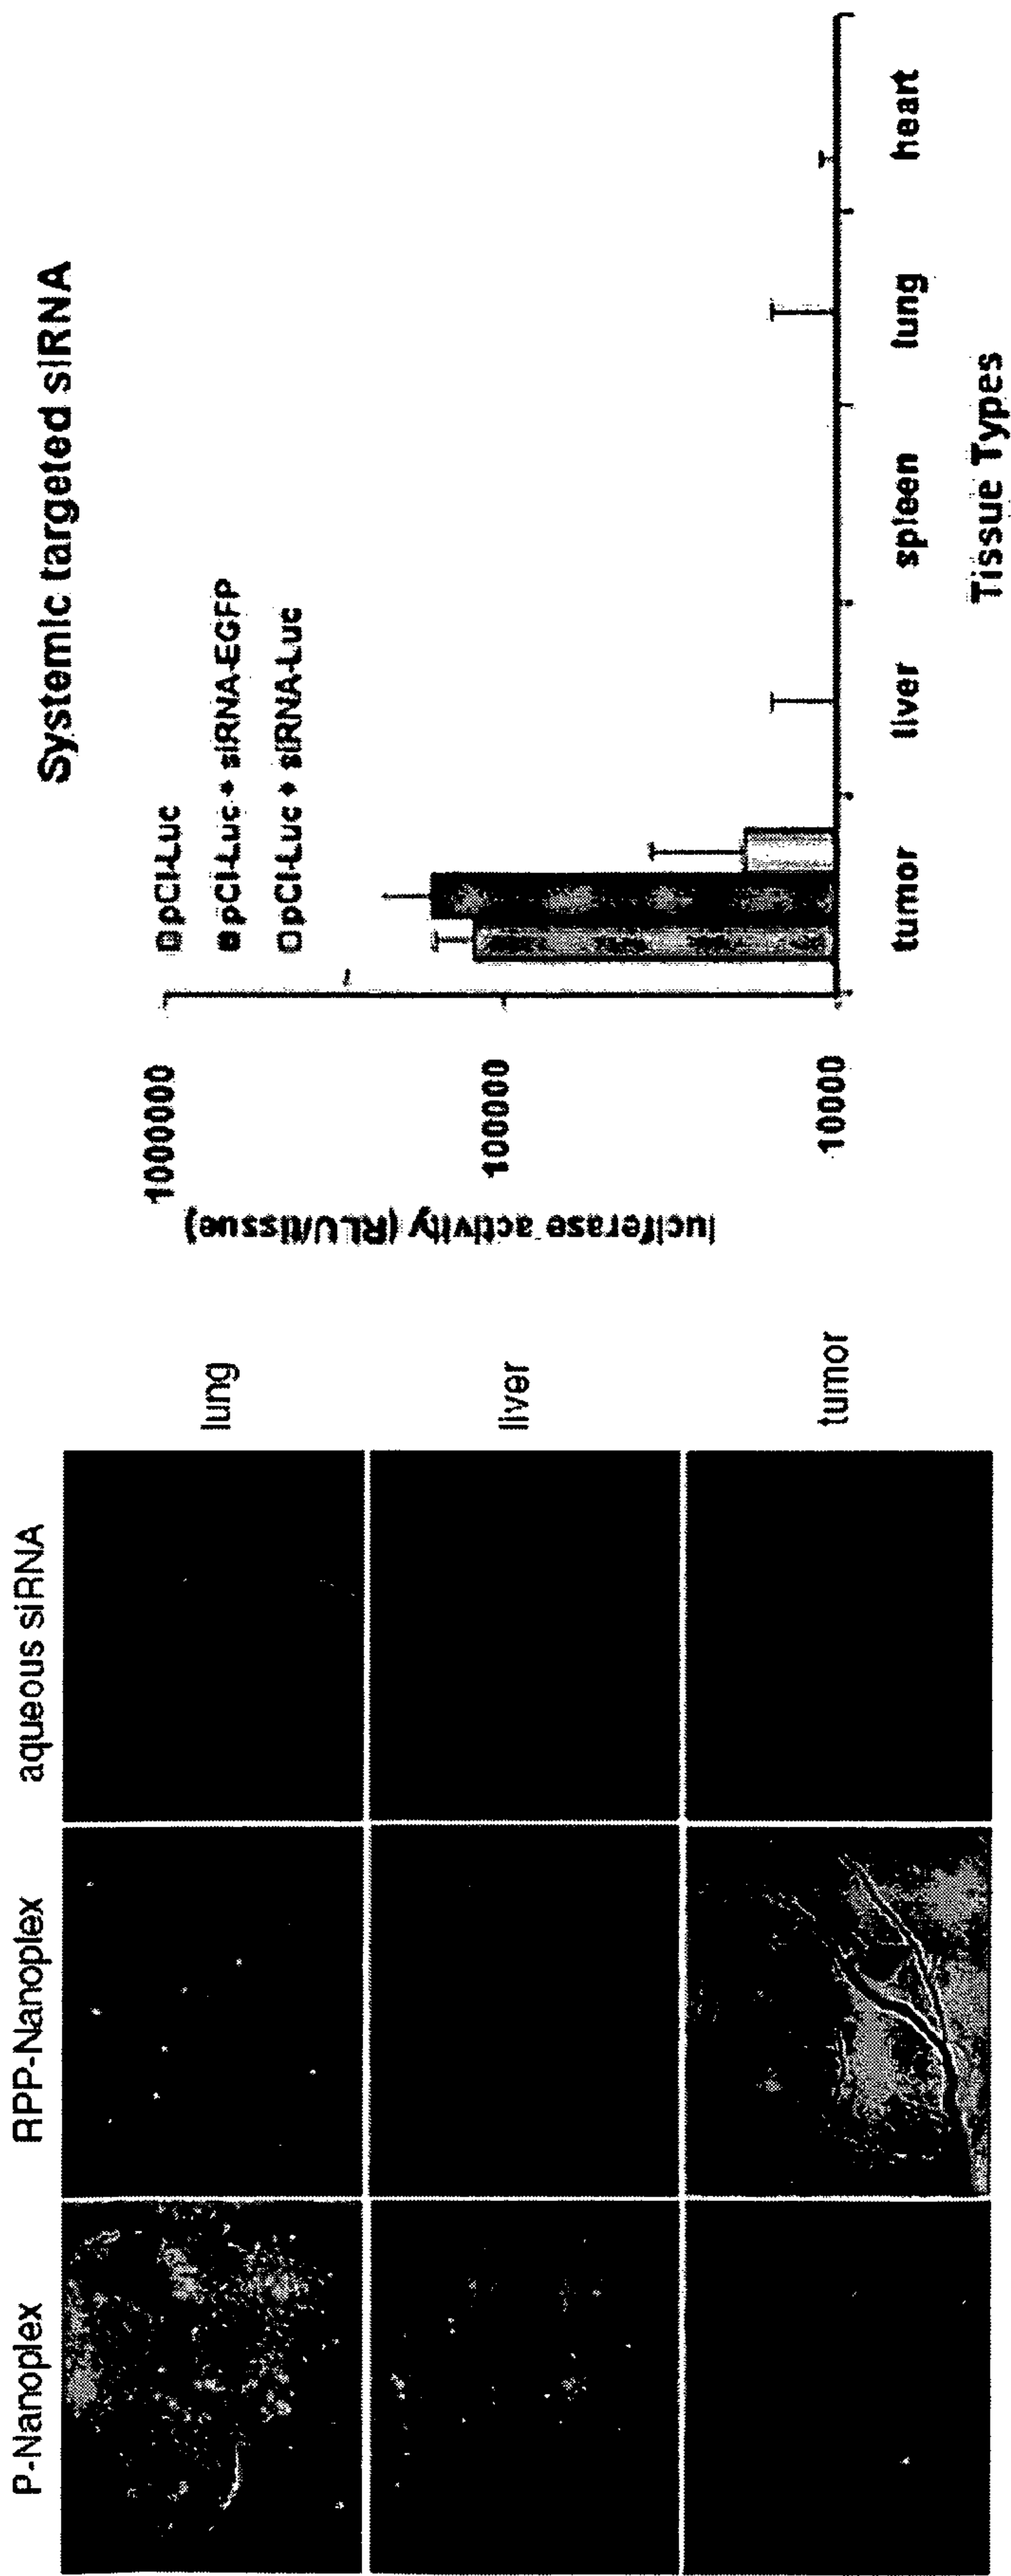 P-Nanoplex
RPP-Nanoplex
aqueous siRNA
lung
liver
tumor
Systemic targeted siRNA
pCI-Luc
pCI-Luc + siRNA-EGFP
pCI-Luc + siRNA-Luc
luciferase activity (RLU/tissue)
1000000
100000
10000
tumor
liver
spleen
lung
heart
Tissue Types